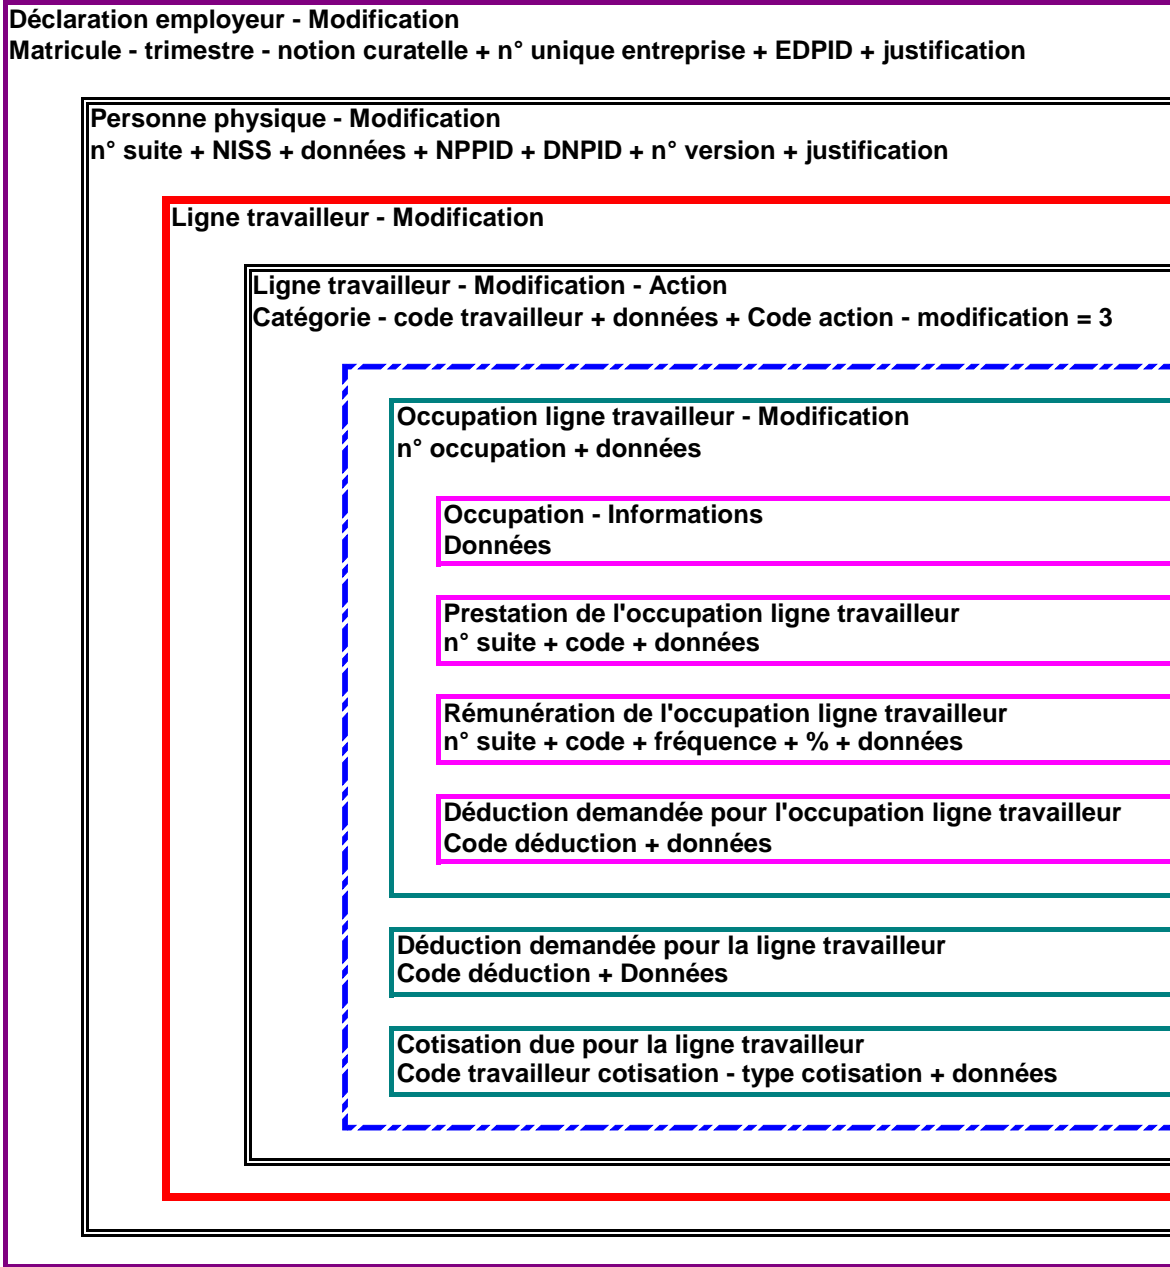 Déclaration employeur - Modification
Matricule - trimestre - notion curatelle + n° unique entreprise + EDPID + justification
Personne physique - Modification
n° suite + NISS + données + NPPID + DNPID + n° version + justification
Ligne travailleur - Modification
Ligne travailleur - Modification - Action
Catégorie - code travailleur + données + Code action - modification = 3
Occupation ligne travailleur - Modification
n° occupation + données
Occupation - Informations
Données
Prestation de l'occupation ligne travailleur
n° suite + code + données
Rémunération de l'occupation ligne travailleur
n° suite + code + fréquence + % + données
Déduction demandée pour l'occupation ligne travailleur
Code déduction + données
Déduction demandée pour la ligne travailleur
Code déduction + Données
Cotisation due pour la ligne travailleur
Code travailleur cotisation - type cotisation + données